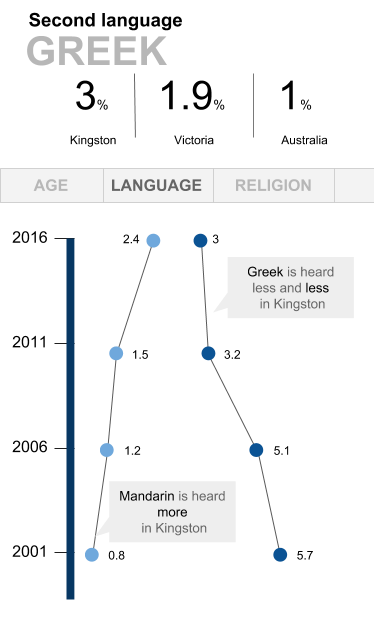 Second language
GREEK
3%
1.9%
1%
Kingston
Victoria
Australia
AGE
LANGUAGE
RELIGION
2016
2.4
3
Greek is heard
less and less
in Kingston
2011
1.5
3.2
2006
1.2
5.1
Mandarin is heard
more
in Kingston
2001
0.8
5.7